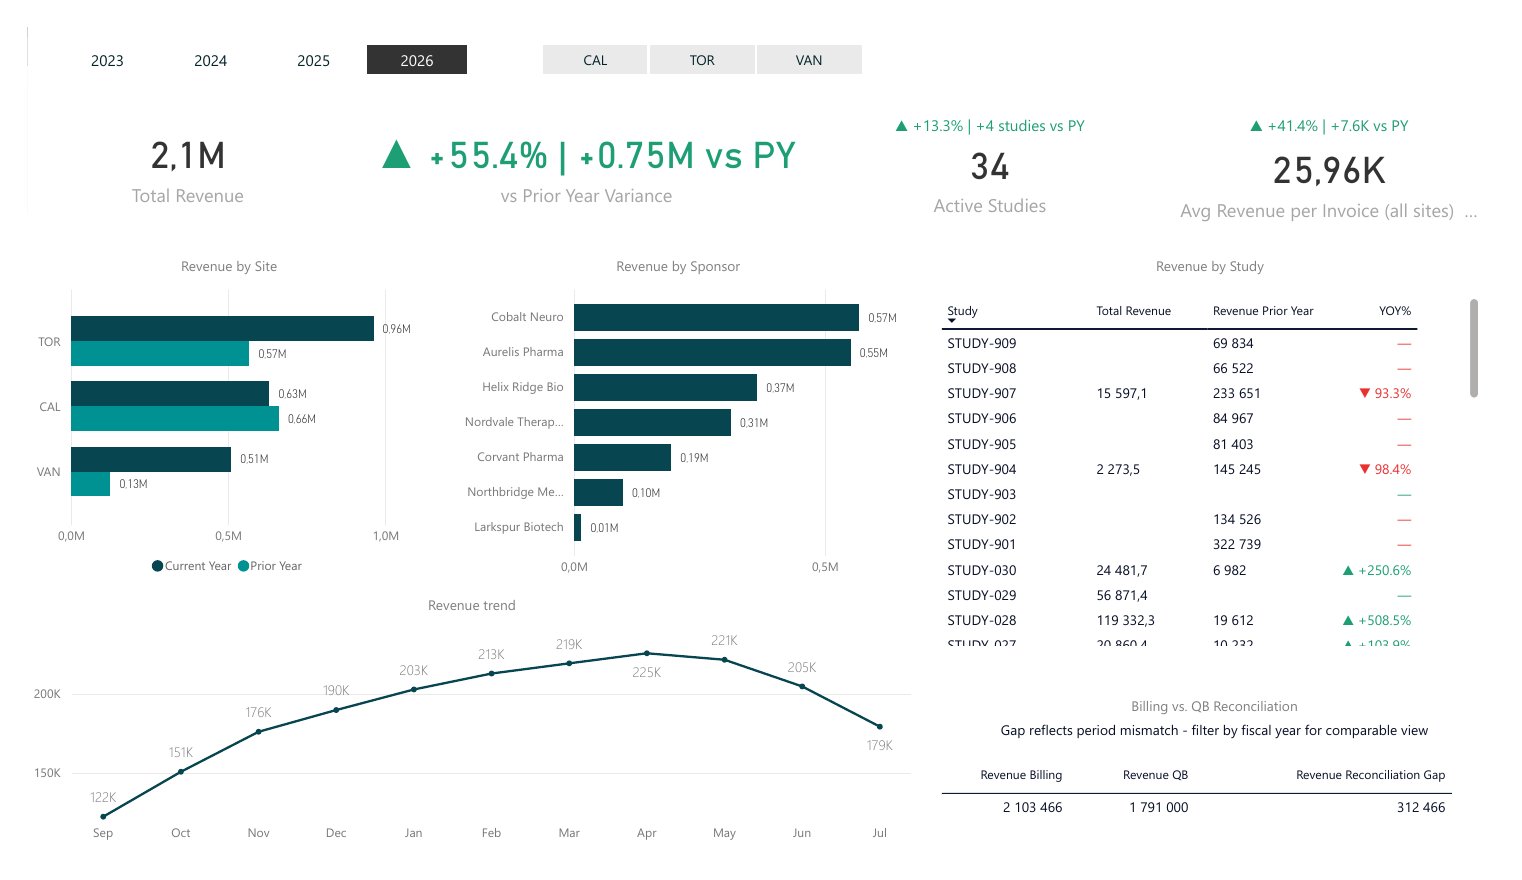 2023 2024 2025 2026 CAL TOR VAN
▲ +13.3% | +4 studies vs PY
▲ +41.4% | +7.6K vs PY
2,1M
Total Revenue
▲ +55.4% | +0.75M vs PY
vs Prior Year Variance
34
Active Studies
25,96K
Avg Revenue per Invoice (all sites) ...
Revenue by Site
TOR 0.96M
0.57M
CAL 0.63M
0.66M
VAN 0.51M
0.13M
0,0M 0,5M 1,0M
Current Year Prior Year
Revenue by Sponsor
Cobalt Neuro 0.57M
Aurelis Pharma 0.55M
Helix Ridge Bio 0.37M
Nordvale Therap... 0.31M
Corvant Pharma 0.19M
Northbridge Me... 0.10M
Larkspur Biotech 0.01M
0,0M 0,5M
Revenue by Study
Study Total Revenue Revenue Prior Year YOY%
STUDY-909 69 834 —
STUDY-908 66 522 —
STUDY-907 15 597,1 233 651 ▼ 93.3%
STUDY-906 84 967 —
STUDY-905 81 403 —
STUDY-904 2 273,5 145 245 ▼ 98.4%
STUDY-903 —
STUDY-902 134 526 —
STUDY-901 322 739 —
STUDY-030 24 481,7 6 982 ▲ +250.6%
STUDY-029 56 871,4 —
STUDY-028 119 332,3 19 612 ▲ +508.5%
STUDY-027 20 860,4 10 232 ▲ +103.9%
Revenue trend
200K
150K
122K 151K 176K 190K 203K 213K 219K 225K 221K 205K 179K
Sep Oct Nov Dec Jan Feb Mar Apr May Jun Jul
Billing vs. QB Reconciliation
Gap reflects period mismatch - filter by fiscal year for comparable view
Revenue Billing Revenue QB Revenue Reconciliation Gap
2 103 466 1 791 000 312 466